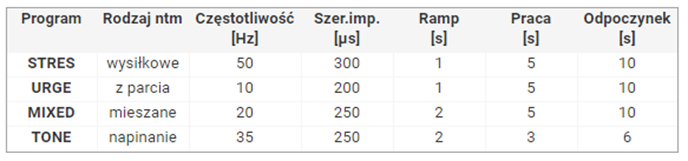 Program Rodzaj ntm Częstotliwość Szer.imp. Ramp Praca Odpoczynek
[Hz] [µs] [s] [s] [s]
STRES wysiłkowe 50 300 1 5 10
URGE z parcia 10 200 1 5 10
MIXED mieszane 20 250 2 5 10
TONE napinanie 35 250 2 3 6